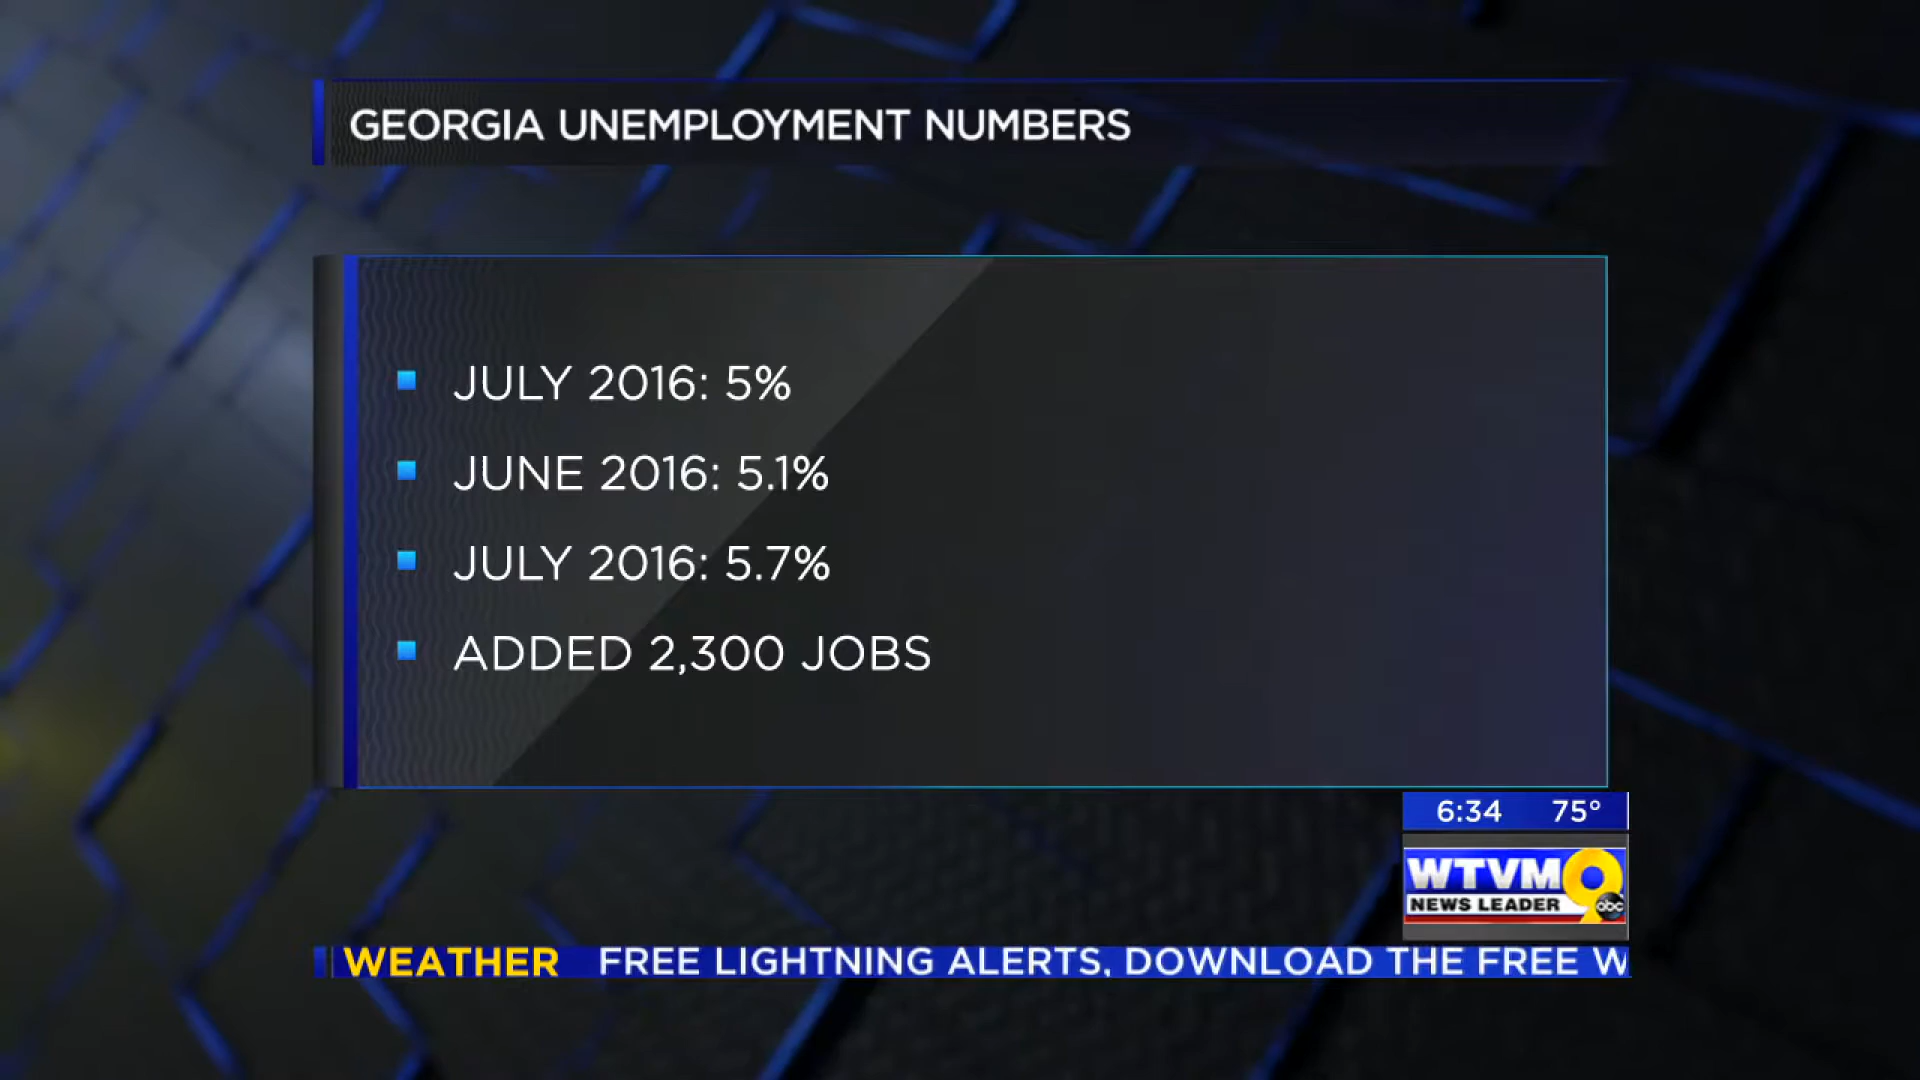 GEORGIA UNEMPLOYMENT NUMBERS
JULY 2016: 5%
JUNE 2016: 5.1%
JULY 2016: 5.7%
ADDED 2,300 JOBS
6:34 75°
WTVM 9
NEWS LEADER abc
WEATHER FREE LIGHTNING ALERTS, DOWNLOAD THE FREE W